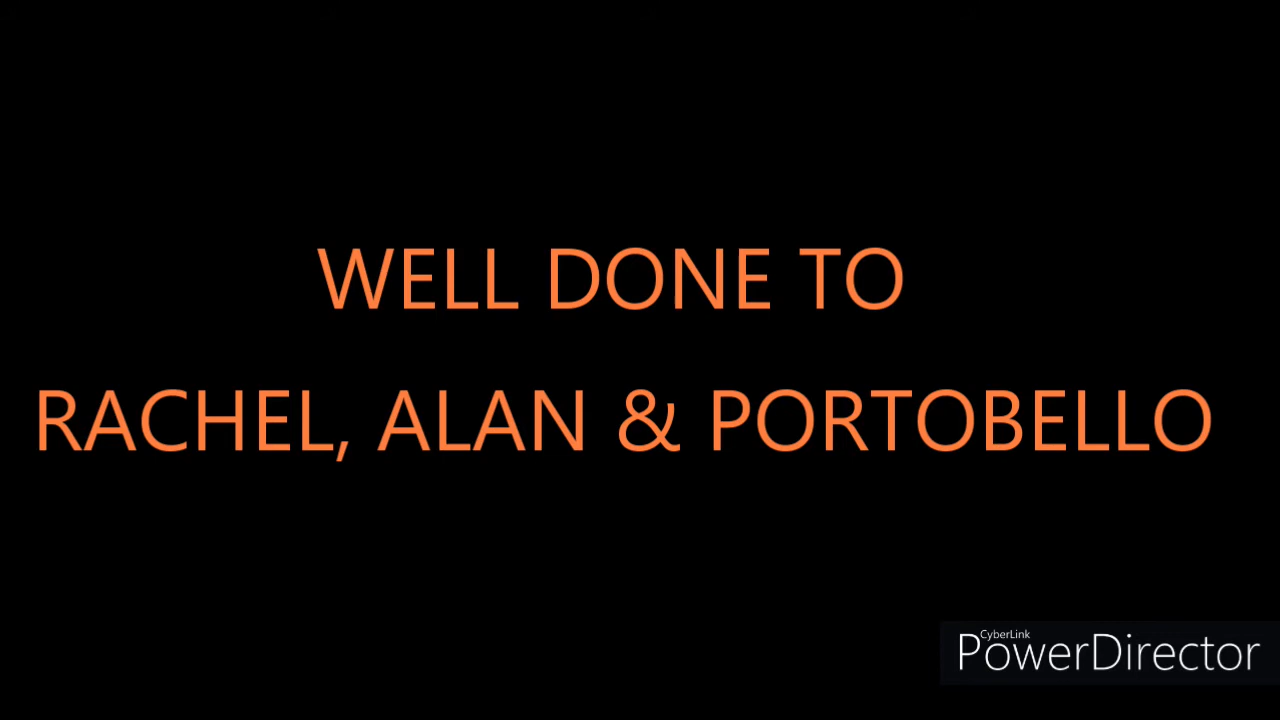 WELL DONE TO
RACHEL, ALAN & PORTOBELLO
CyberLink
PowerDirector